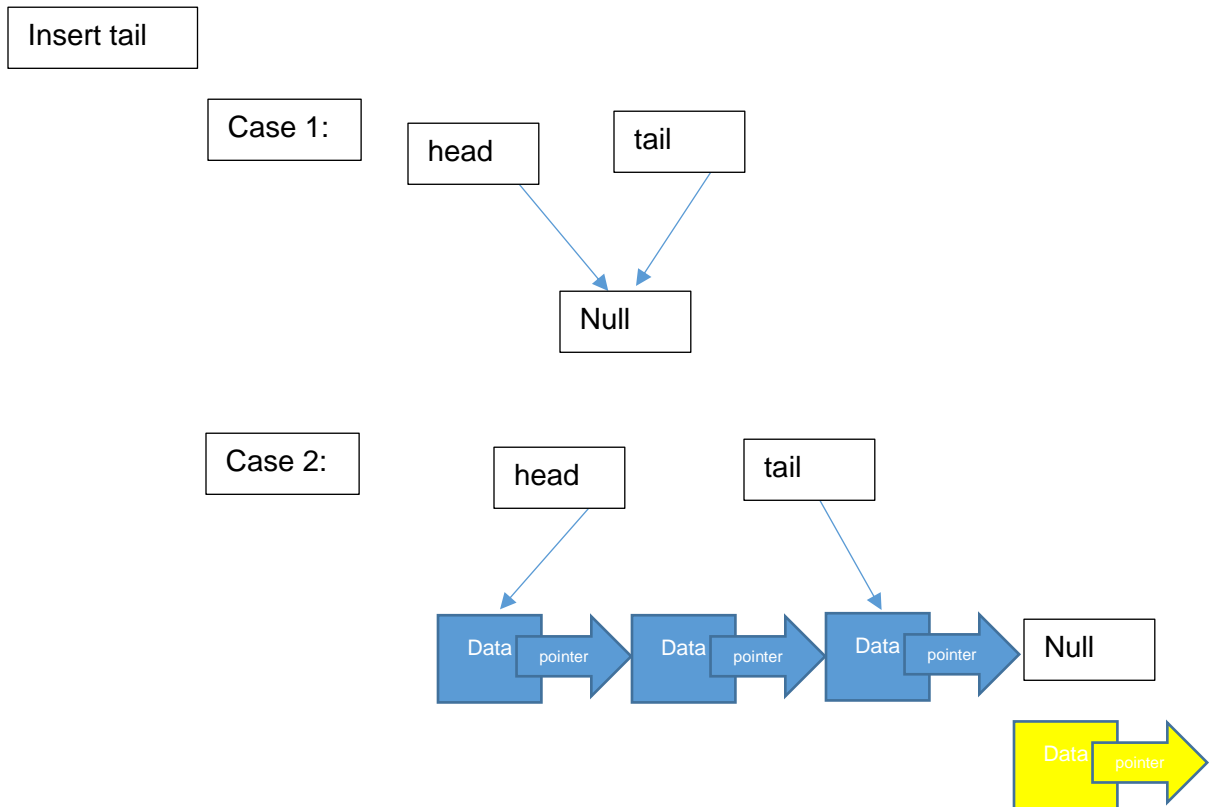 Insert tail
Case 1:
head
tail
Null
Case 2:
head
tail
Data
pointer
Data
pointer
Data
pointer
Null
Data
pointer